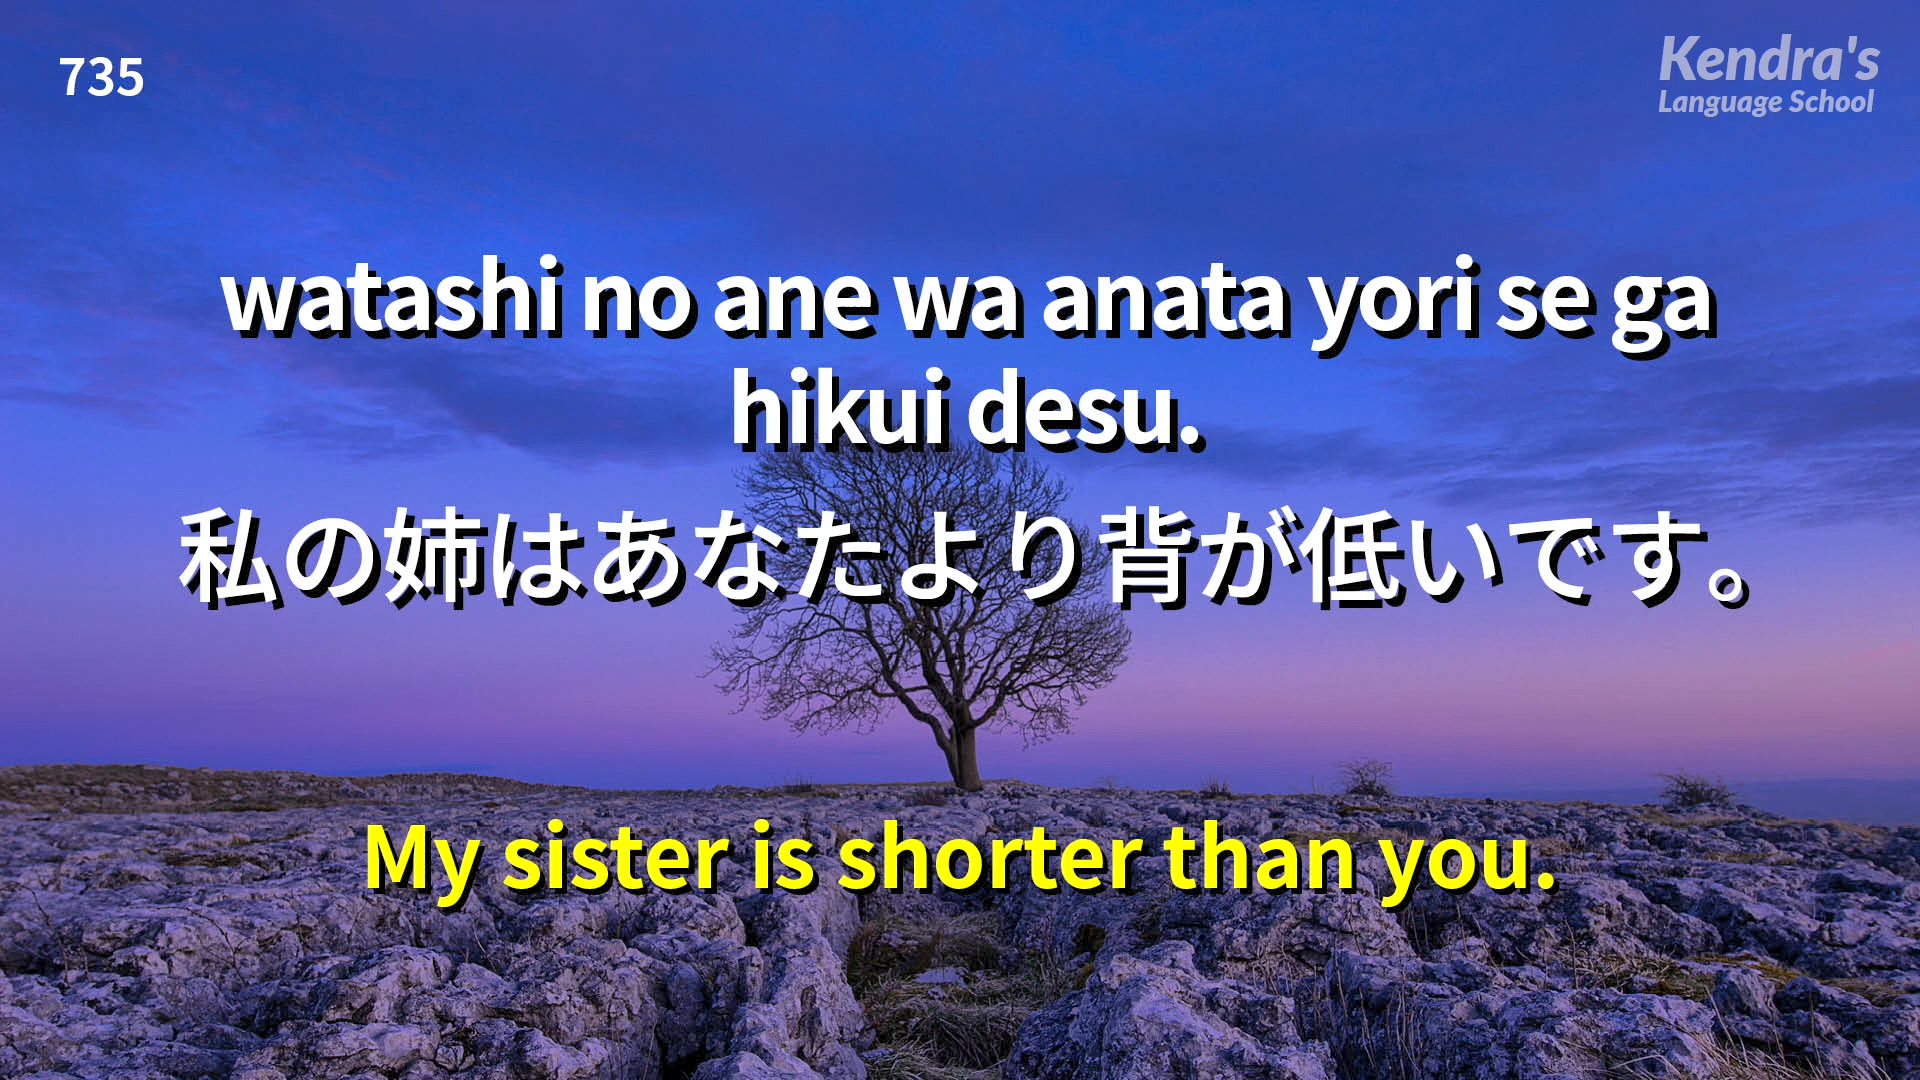 735
Kendra's
Language School
watashi no ane wa anata yori se ga
hikui desu.
私の姉はあなたより背が低いです。
My sister is shorter than you.